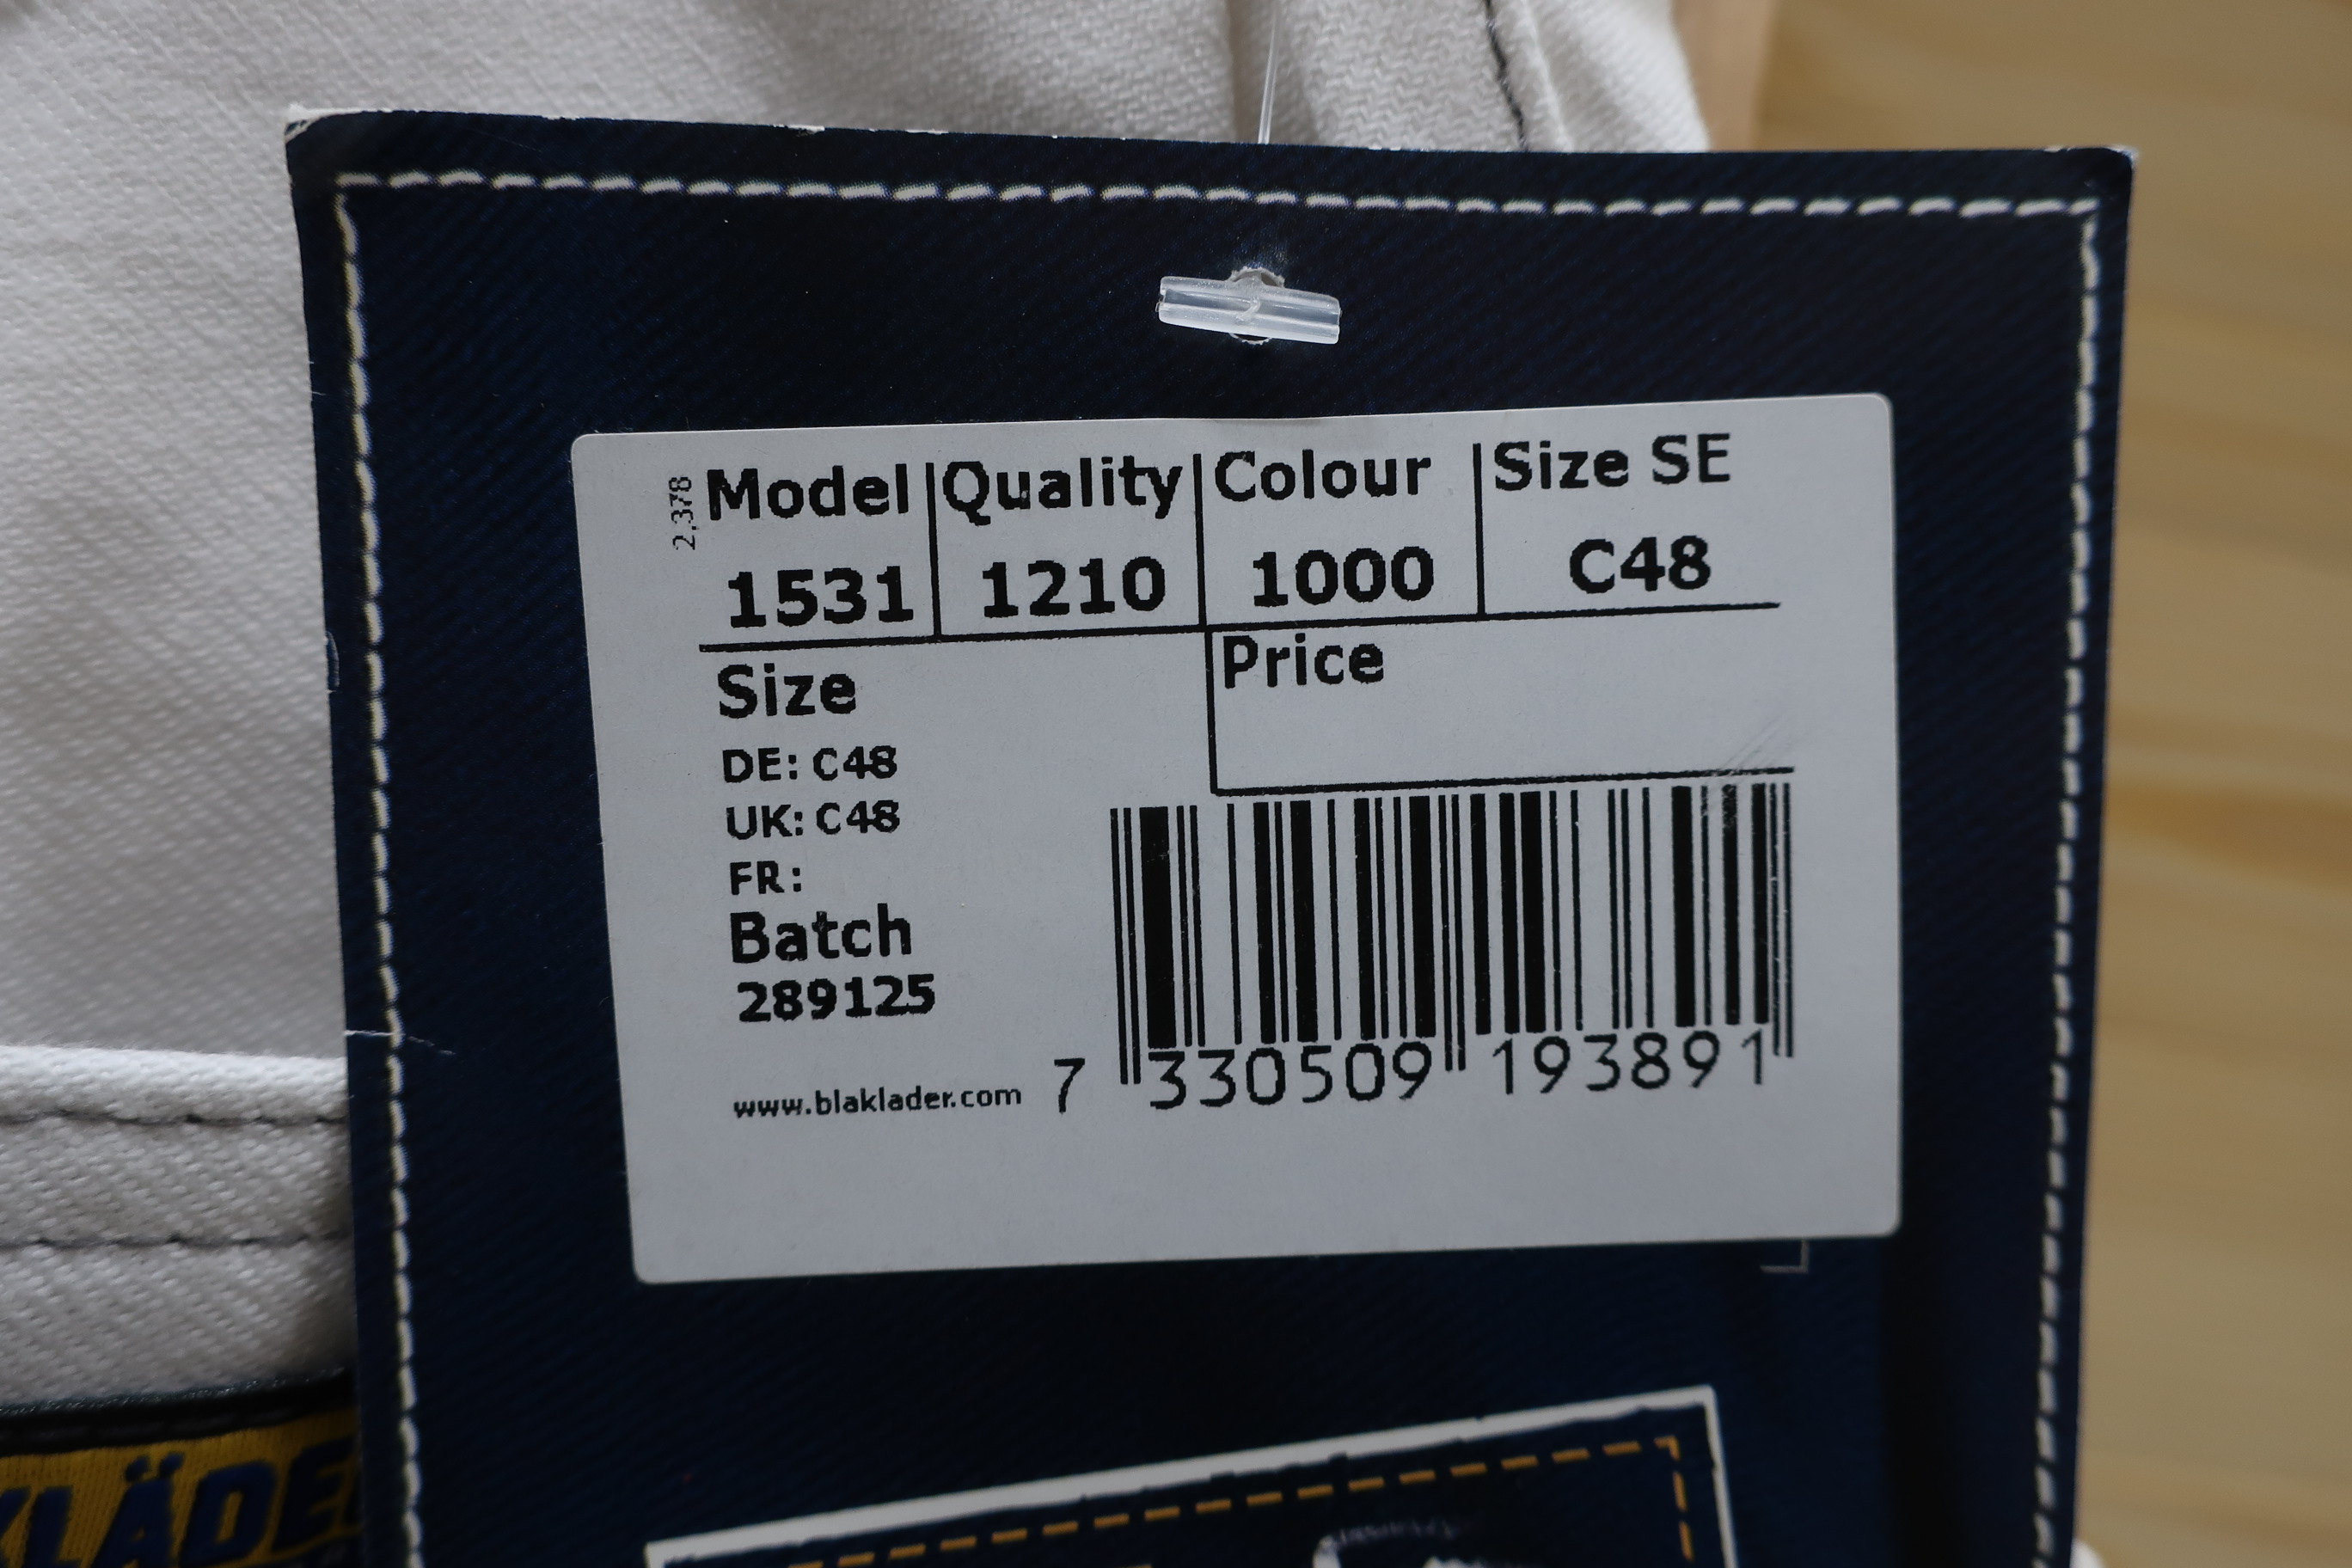 2,378
Model Quality Colour Size SE
1531 1210 1000 C48
Size
Price
DE: C48
UK: C48
FR:
Batch
289125
www.blaklader.com
7 330509 193891
KLÄDE